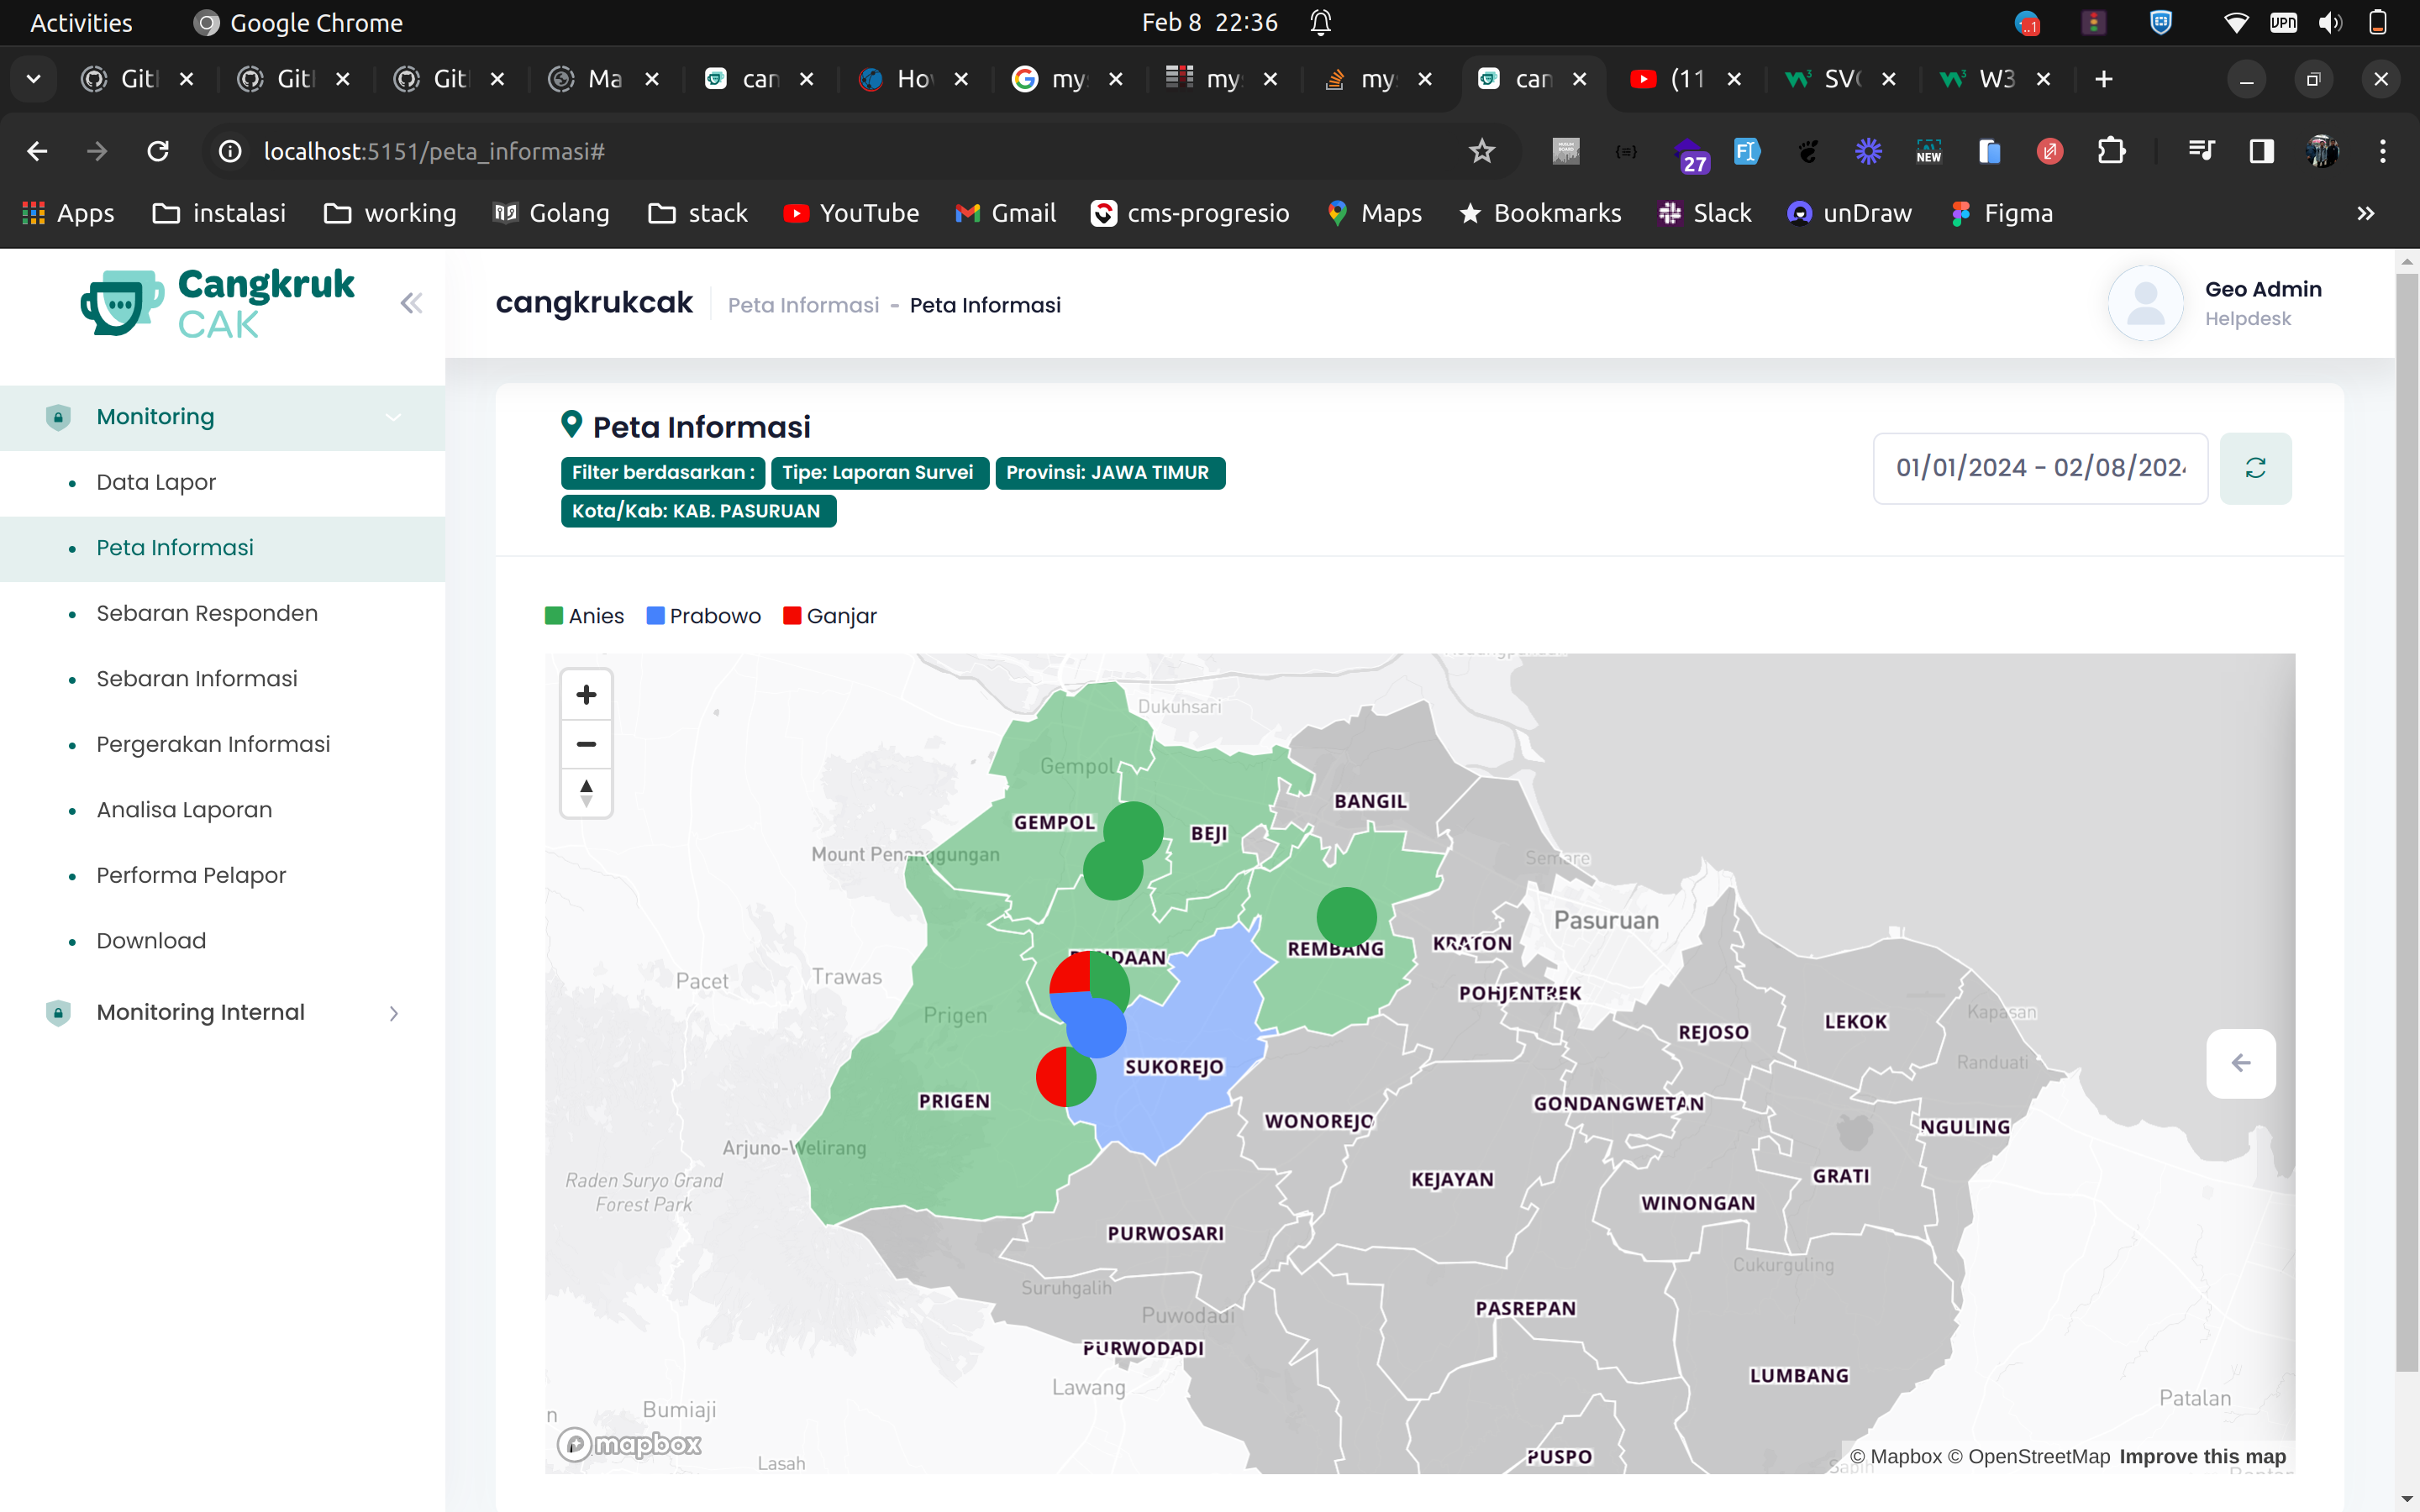 Activities Google Chrome Feb 8 22:36
Git Git Git Ma can Ho my my my can (11 SV W3
localhost:5151/peta_informasi# 27 NEW
Apps instalasi working Golang stack YouTube Gmail cms-progresio Maps Bookmarks Slack unDraw Figma
Cangkruk
CAK
cangkrukcak Peta Informasi - Peta Informasi
Geo Admin
Helpdesk
Monitoring
Data Lapor
Peta Informasi
Sebaran Responden
Sebaran Informasi
Pergerakan Informasi
Analisa Laporan
Performa Pelapor
Download
Monitoring Internal
Peta Informasi
Filter berdasarkan : Tipe: Laporan Survei Provinsi: JAWA TIMUR
Kota/Kab: KAB. PASURUAN
01/01/2024 - 02/08/202
Anies Prabowo Ganjar
Dukuhsari
Gempol
BANGIL
GEMPOL
BEJI
Mount Penanggungan
Semare
Pasuruan
REMBANG
KRATON
Pacet
Trawas
POHJENTREK
Prigen
REJOSO
LEKOK
Kapasan
SUKOREJO
Randuati
PRIGEN
GONDANGWETAN
WONOREJO
NGULING
Arjuno-Welirang
Raden Suryo Grand
Forest Park
KEJAYAN
GRATI
WINONGAN
PURWOSARI
Cukurguling
Suruhgalih
Puwodadi
PASREPAN
PURWODADI
LUMBANG
Lawang
Patalan
Bumiaji
mapbox
PUSPO
Lasah
© Mapbox © OpenStreetMap Improve this map